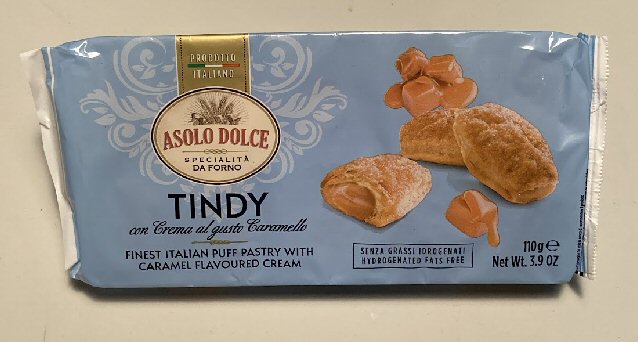 PRODOTTO
ITALIANO
ASOLO DOLCE
SPECIALITÀ
DA FORNO
TINDY
con Crema al gusto Caramello
FINEST ITALIAN PUFF PASTRY WITH
CARAMEL FLAVOURED CREAM
SENZA GRASSI IDROGENATI
HYDROGENATED FATS FREE
110g e
Net Wt. 3.9 OZ